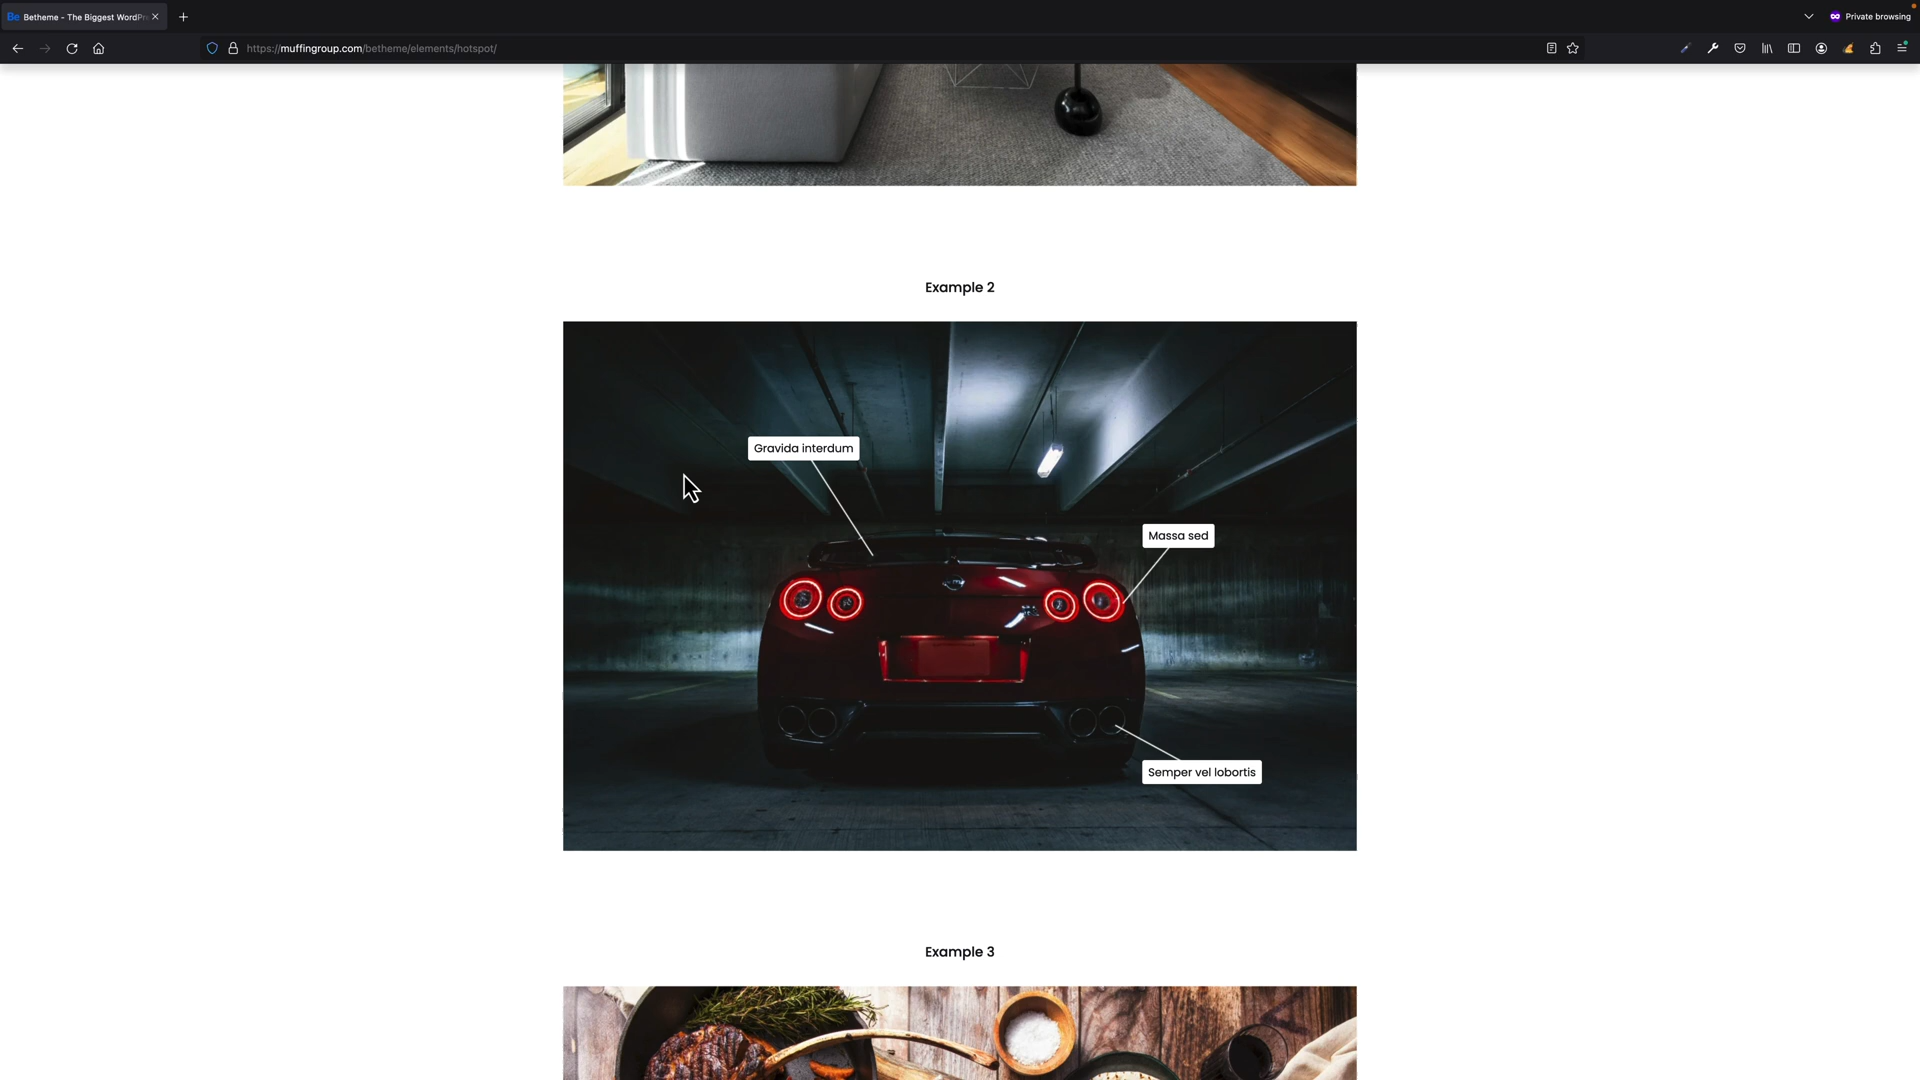 Be Betheme - The Biggest WordPr
Private browsing
https://muffingroup.com/betheme/elements/hotspot/
Example 2
Gravida interdum
Massa sed
Semper vel lobortis
Example 3